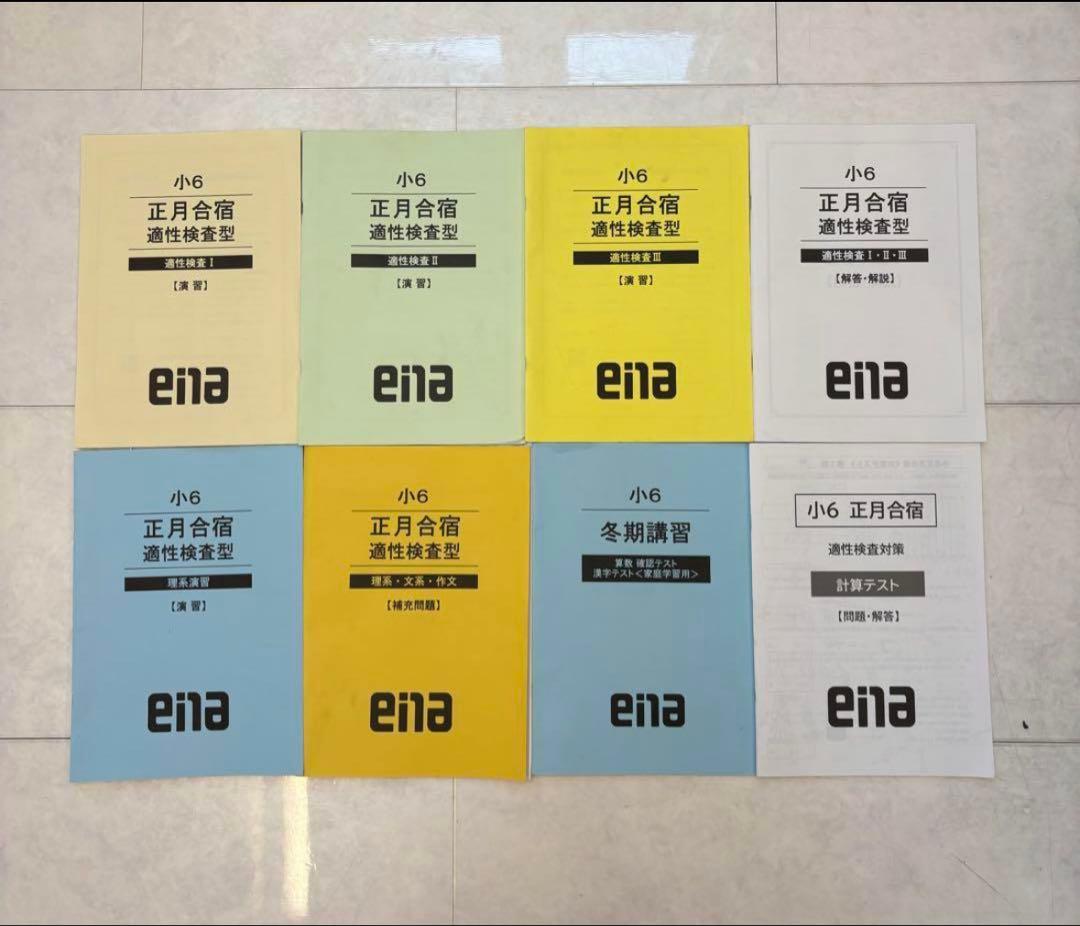 小6
正月合宿
適性検査型
適性検査Ⅰ
【演習】
ena
小6
正月合宿
適性検査型
適性検査Ⅱ
【演習】
ena
小6
正月合宿
適性検査型
適性検査Ⅲ
【演習】
ena
小6
正月合宿
適性検査型
適性検査Ⅰ・Ⅱ・Ⅲ
【解答・解説】
ena
小6
正月合宿
適性検査型
理系演習
【演習】
ena
小6
正月合宿
適性検査型
理系・文系・作文
【補充問題】
ena
小6
冬期講習
算数 確認テスト
漢字テスト<家庭学習用>
ena
小6 正月合宿
適性検査対策
計算テスト
【問題・解答】
ena